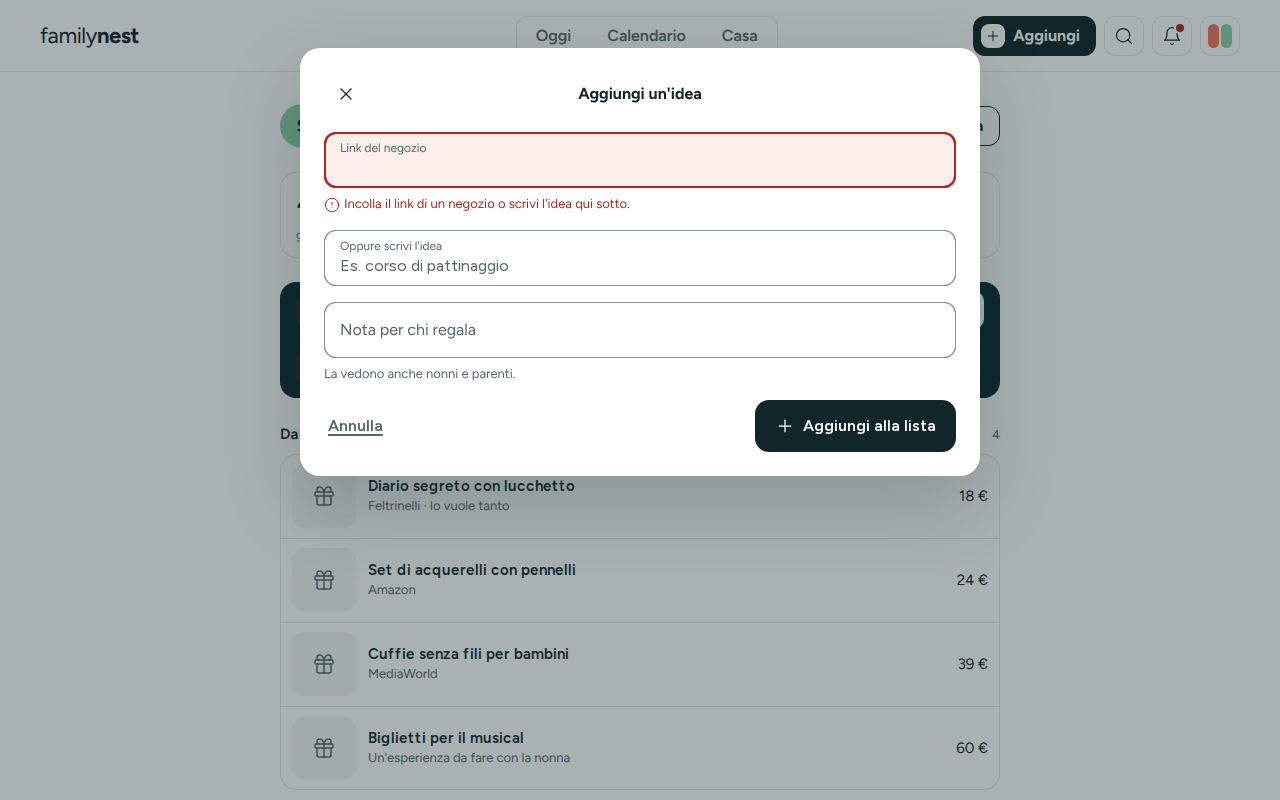 familynest
Oggi
Calendario
Casa
Aggiungi
Aggiungi un'idea
Link del negozio
Incolla il link di un negozio o scrivi l'idea qui sotto.
Oppure scrivi l'idea
Es. corso di pattinaggio
Nota per chi regala
La vedono anche nonni e parenti.
Annulla
Aggiungi alla lista
Da
4
Diario segreto con lucchetto
Feltrinelli · lo vuole tanto
18 €
Set di acquerelli con pennelli
Amazon
24 €
Cuffie senza fili per bambini
MediaWorld
39 €
Biglietti per il musical
Un'esperienza da fare con la nonna
60 €